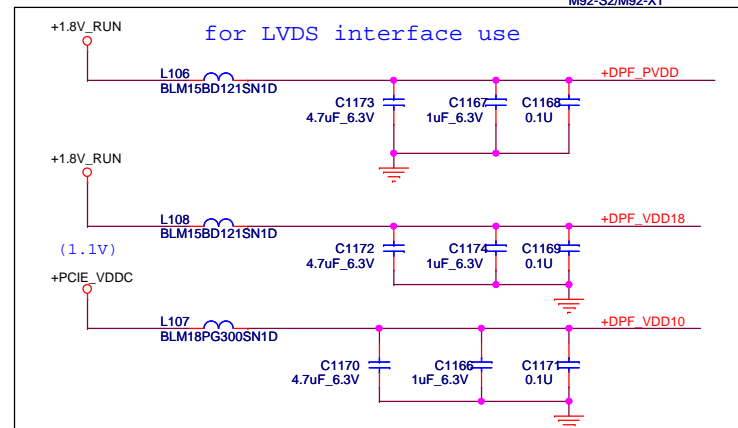 M92-S2/M92-XT
+1.8V_RUN
for LVDS interface use
L106
BLM15BD121SN1D
+DPF_PVDD
C1173
4.7uF_6.3V
C1167
1uF_6.3V
C1168
0.1U
+1.8V_RUN
L108
BLM15BD121SN1D
+DPF_VDD18
(1.1V)
C1172
4.7uF_6.3V
C1174
1uF_6.3V
C1169
0.1U
+PCIE_VDDC
L107
BLM18PG300SN1D
+DPF_VDD10
C1170
4.7uF_6.3V
C1166
1uF_6.3V
C1171
0.1U